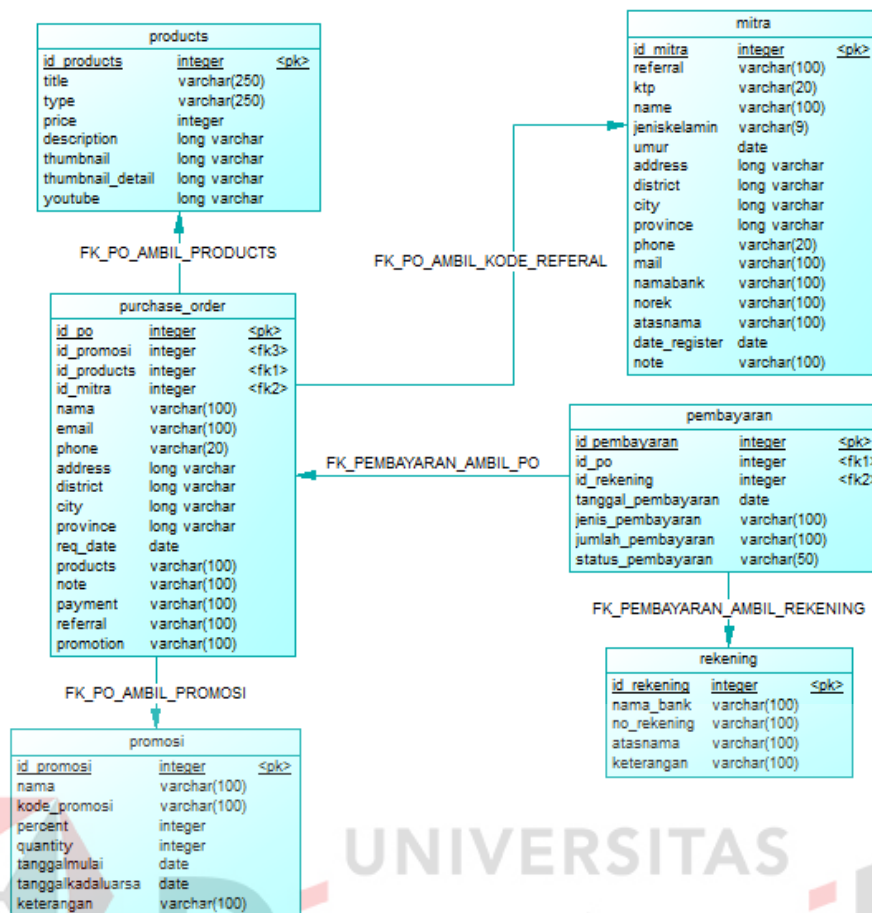 products
id_products integer <pk>
title varchar(250)
type varchar(250)
price integer
description long varchar
thumbnail long varchar
thumbnail_detail long varchar
youtube long varchar
mitra
id_mitra integer <pk>
referral varchar(100)
ktp varchar(20)
name varchar(100)
jeniskelamin varchar(9)
umur date
address long varchar
district long varchar
city long varchar
province long varchar
phone varchar(20)
mail varchar(100)
namabank varchar(100)
norek varchar(100)
atasnama varchar(100)
date_register date
note varchar(100)
FK_PO_AMBIL_PRODUCTS
FK_PO_AMBIL_KODE_REFERAL
purchase_order
id_po integer <pk>
id_promosi integer <fk3>
id_products integer <fk1>
id_mitra integer <fk2>
nama varchar(100)
email varchar(100)
phone varchar(20)
address long varchar
district long varchar
city long varchar
province long varchar
req_date date
products varchar(100)
note varchar(100)
payment varchar(100)
referral varchar(100)
promotion varchar(100)
FK_PEMBAYARAN_AMBIL_PO
pembayaran
id_pembayaran integer <pk>
id_po integer <fk1>
id_rekening integer <fk2>
tanggal_pembayaran date
jenis_pembayaran varchar(100)
jumlah_pembayaran varchar(100)
status_pembayaran varchar(50)
FK_PEMBAYARAN_AMBIL_REKENING
rekening
id_rekening integer <pk>
nama_bank varchar(100)
no_rekening varchar(100)
atasnama varchar(100)
keterangan varchar(100)
FK_PO_AMBIL_PROMOSI
promosi
id_promosi integer <pk>
nama varchar(100)
kode_promosi varchar(100)
percent integer
quantity integer
tanggalmulai date
tanggalkadaluarsa date
keterangan varchar(100)
UNIVERSITAS